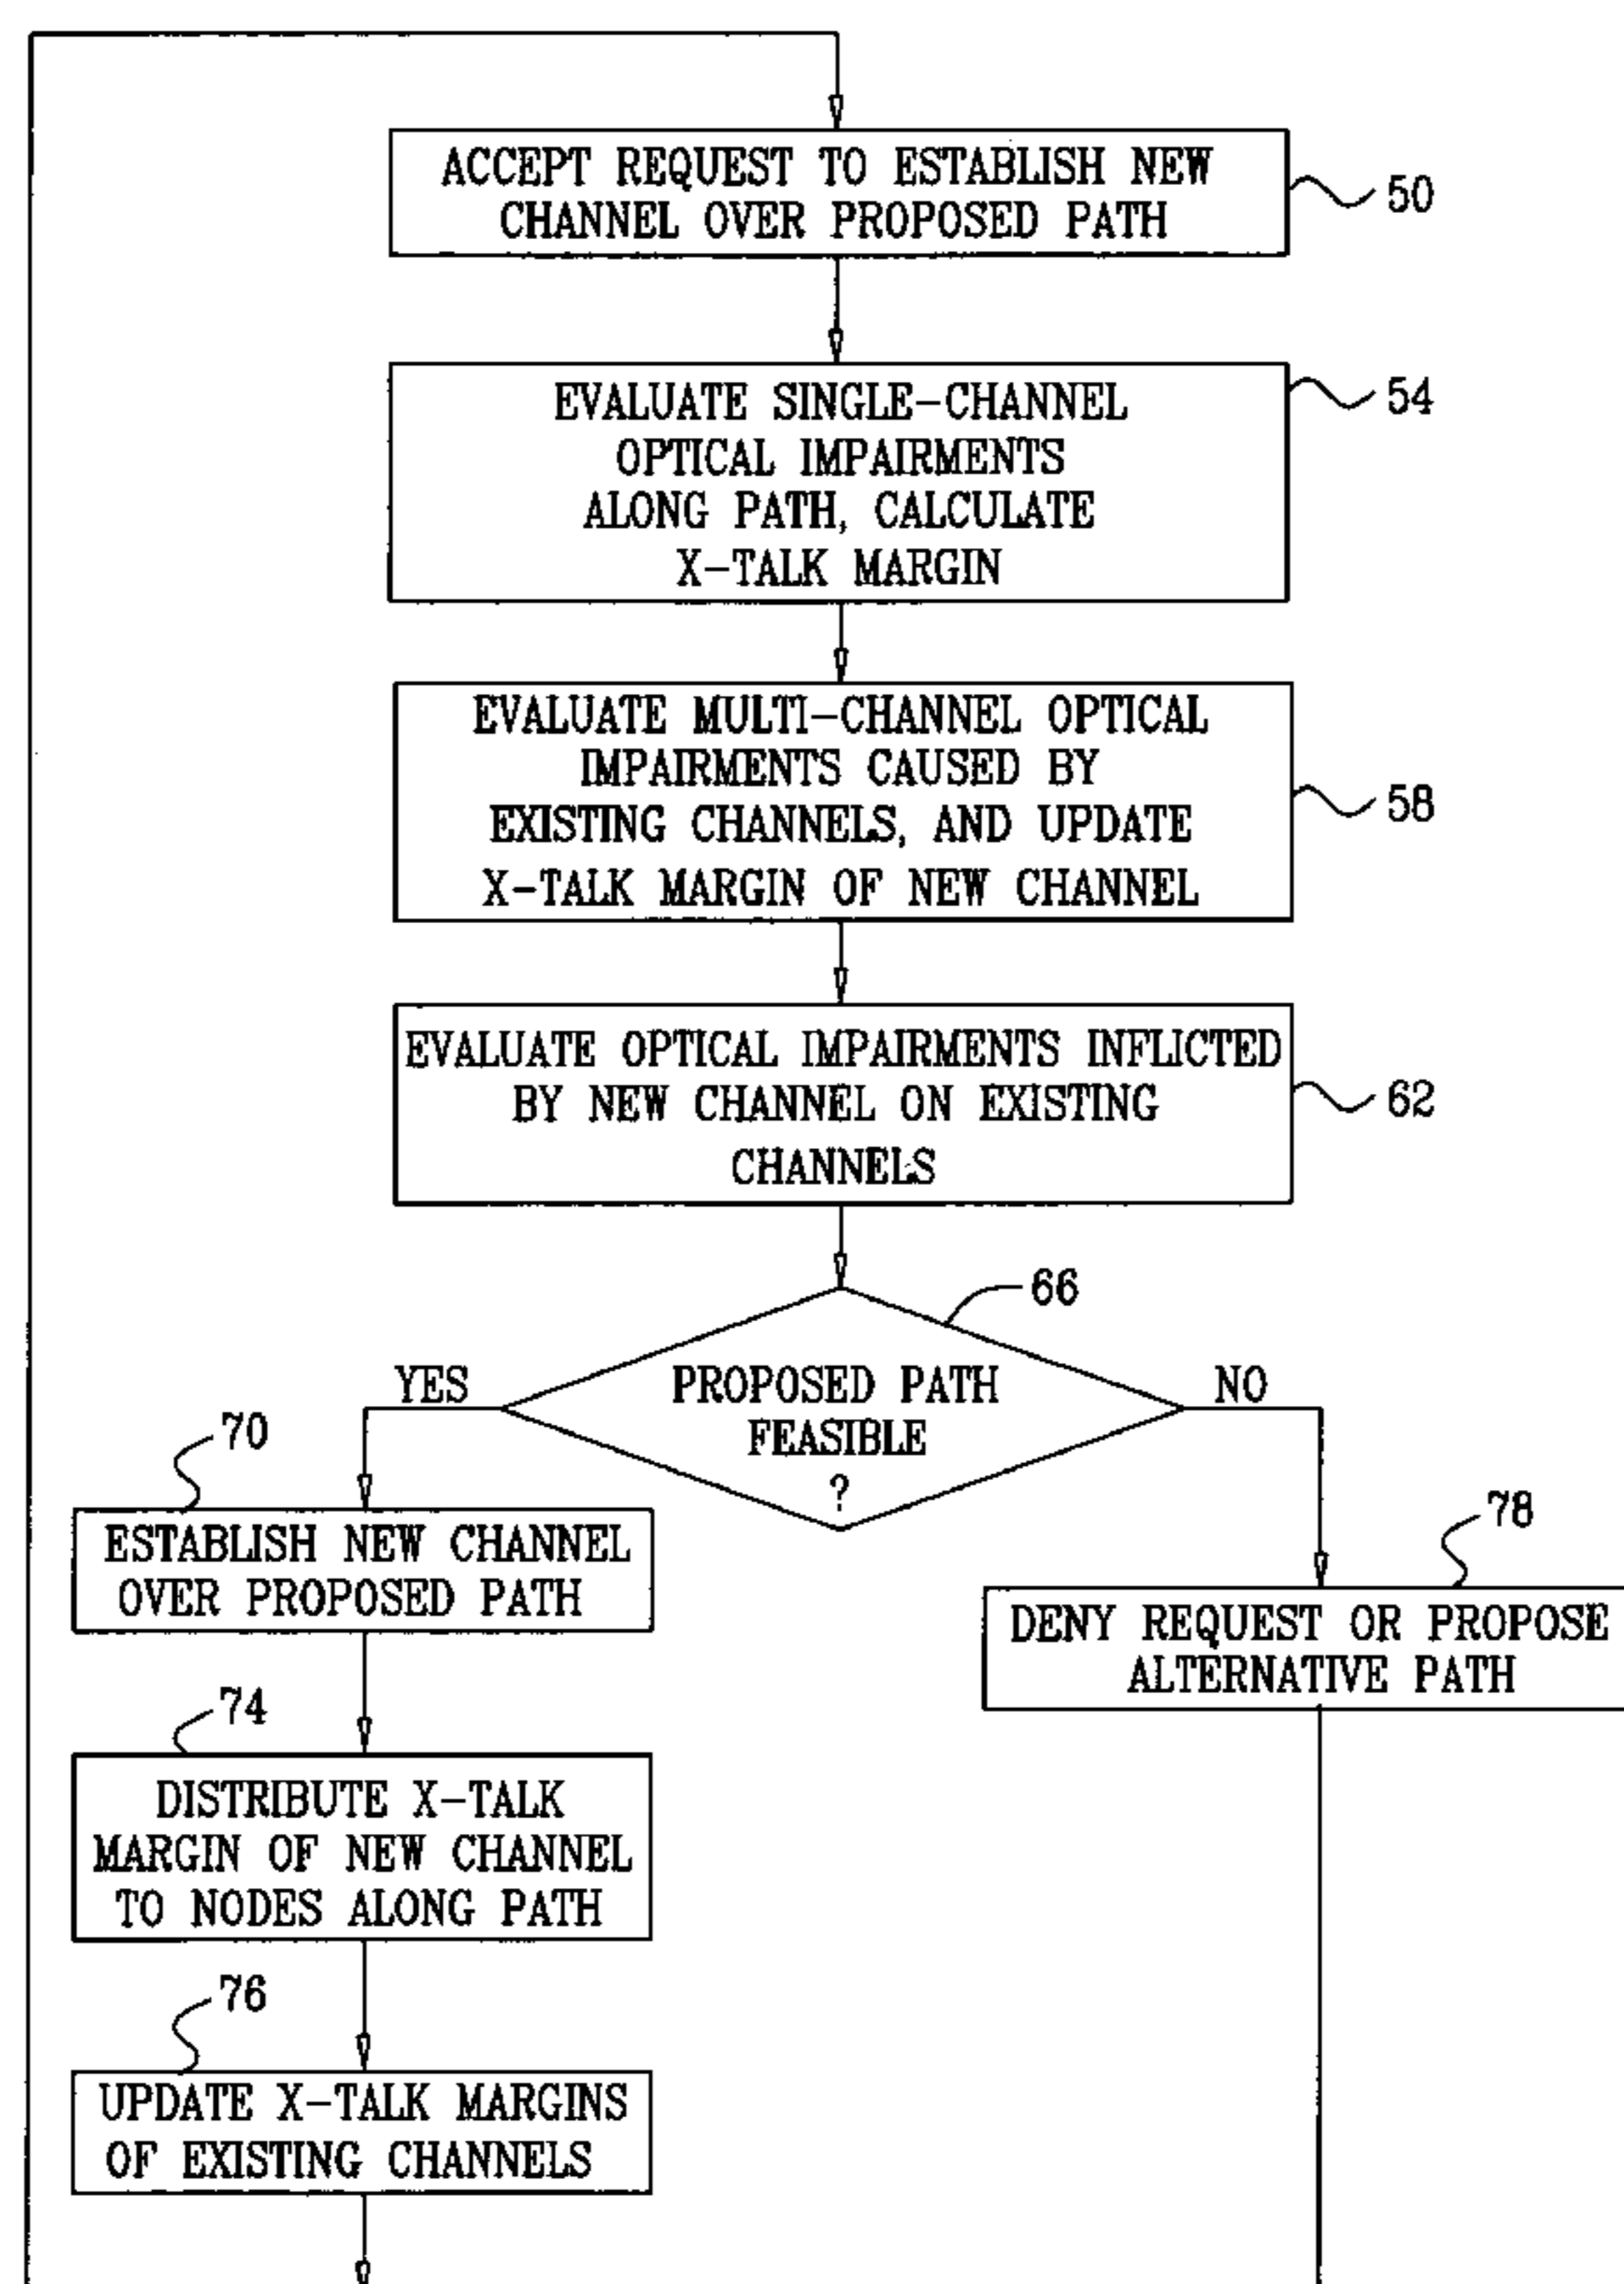 ACCEPT REQUEST TO ESTABLISH NEW
CHANNEL OVER PROPOSED PATH
50
EVALUATE SINGLE-CHANNEL
OPTICAL IMPAIRMENTS
ALONG PATH, CALCULATE
X-TALK MARGIN
54
EVALUATE MULTI-CHANNEL OPTICAL
IMPAIRMENTS CAUSED BY
EXISTING CHANNELS, AND UPDATE
X-TALK MARGIN OF NEW CHANNEL
58
EVALUATE OPTICAL IMPAIRMENTS INFLICTED
BY NEW CHANNEL ON EXISTING
CHANNELS
62
66
PROPOSED PATH
FEASIBLE
?
YES
NO
70
ESTABLISH NEW CHANNEL
OVER PROPOSED PATH
78
DENY REQUEST OR PROPOSE
ALTERNATIVE PATH
74
DISTRIBUTE X-TALK
MARGIN OF NEW CHANNEL
TO NODES ALONG PATH
76
UPDATE X-TALK MARGINS
OF EXISTING CHANNELS